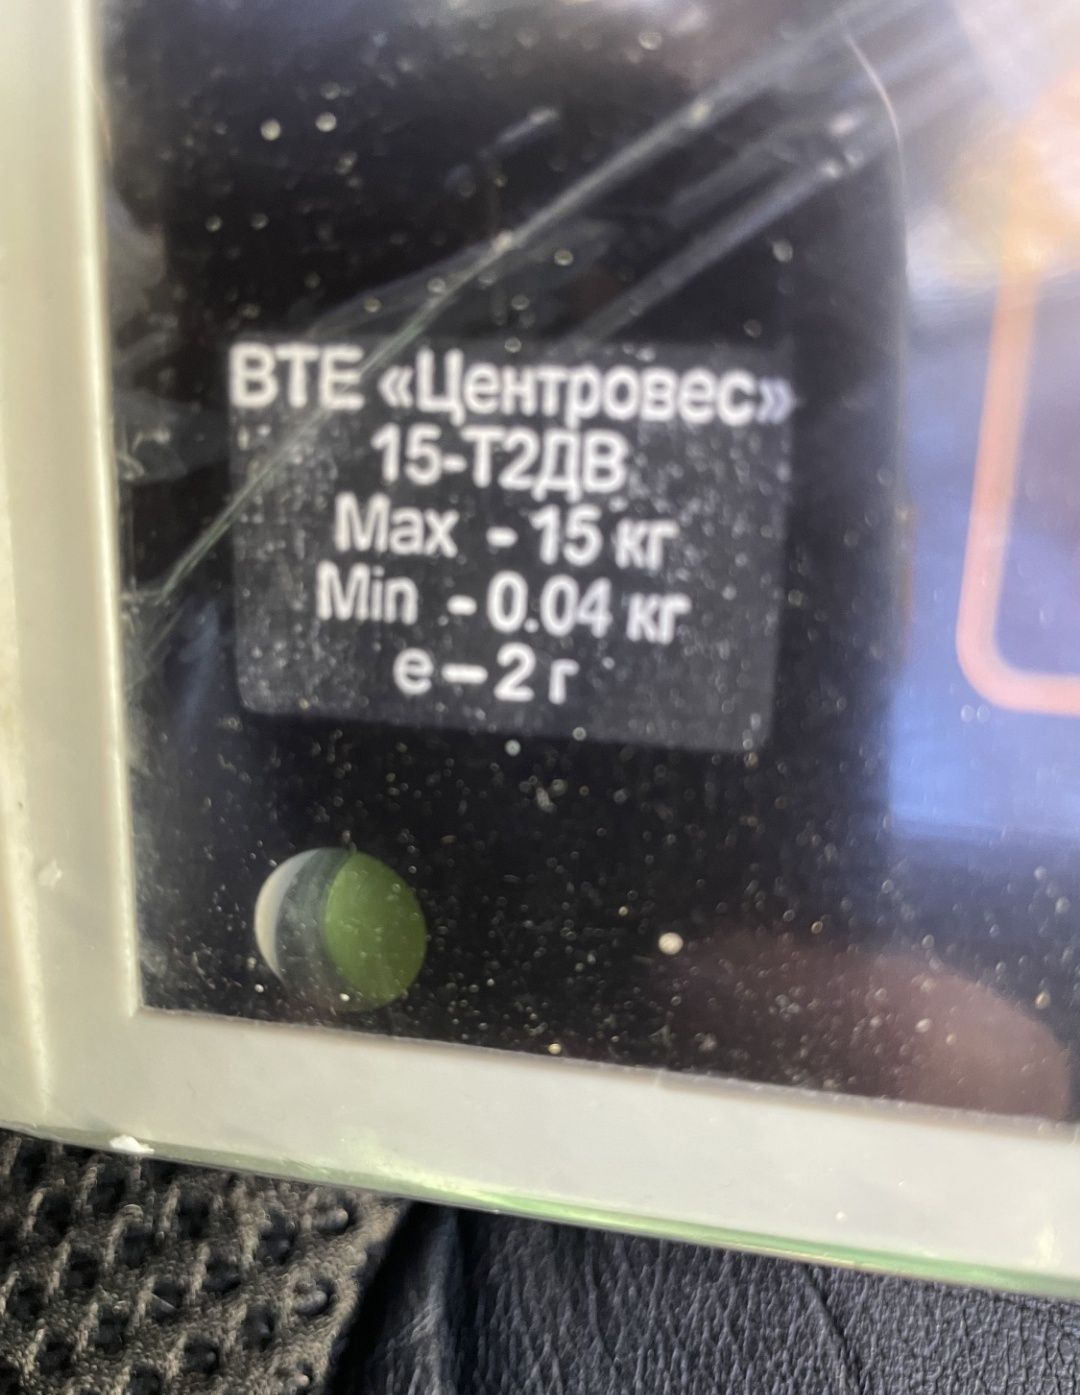 ВТЕ «Центровес»
15-Т2ДВ
Max - 15 кг
Min - 0.04 кг
e – 2 г